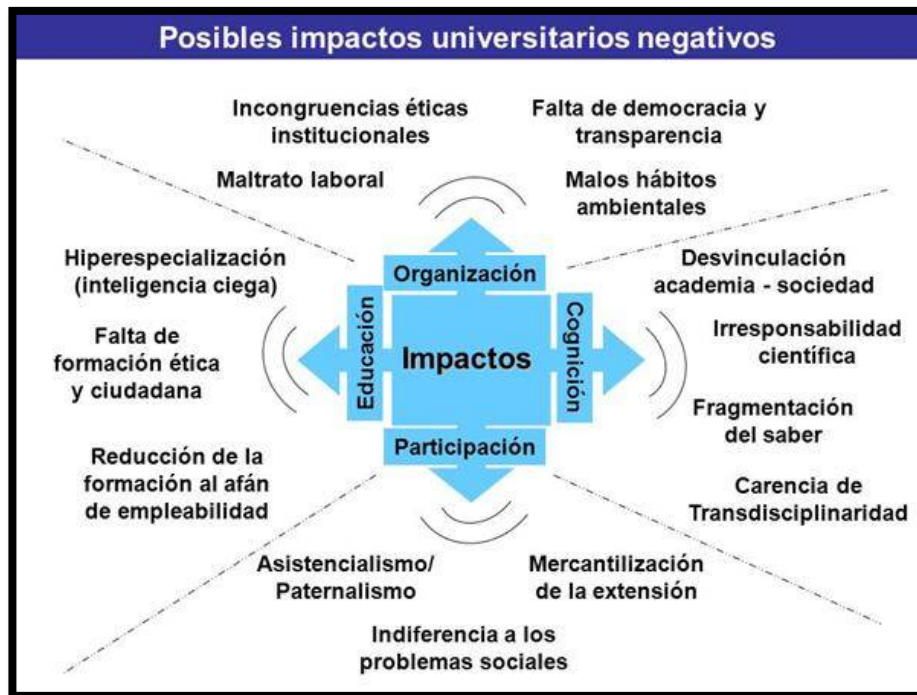 Posibles impactos universitarios negativos
Incongruencias éticas
institucionales
Falta de democracia y
transparencia
Maltrato laboral
Malos hábitos
ambientales
Hiperespecialización
(inteligencia ciega)
Organización
Desvinculación
academia - sociedad
Falta de
formación ética
y ciudadana
Educación
Impactos
Cognición
Irresponsabilidad
científica
Fragmentación
del saber
Participación
Reducción de la
formación al afán
de empleabilidad
Carencia de
Transdisciplinaridad
Asistencialismo/
Paternalismo
Mercantilización
de la extensión
Indiferencia a los
problemas sociales